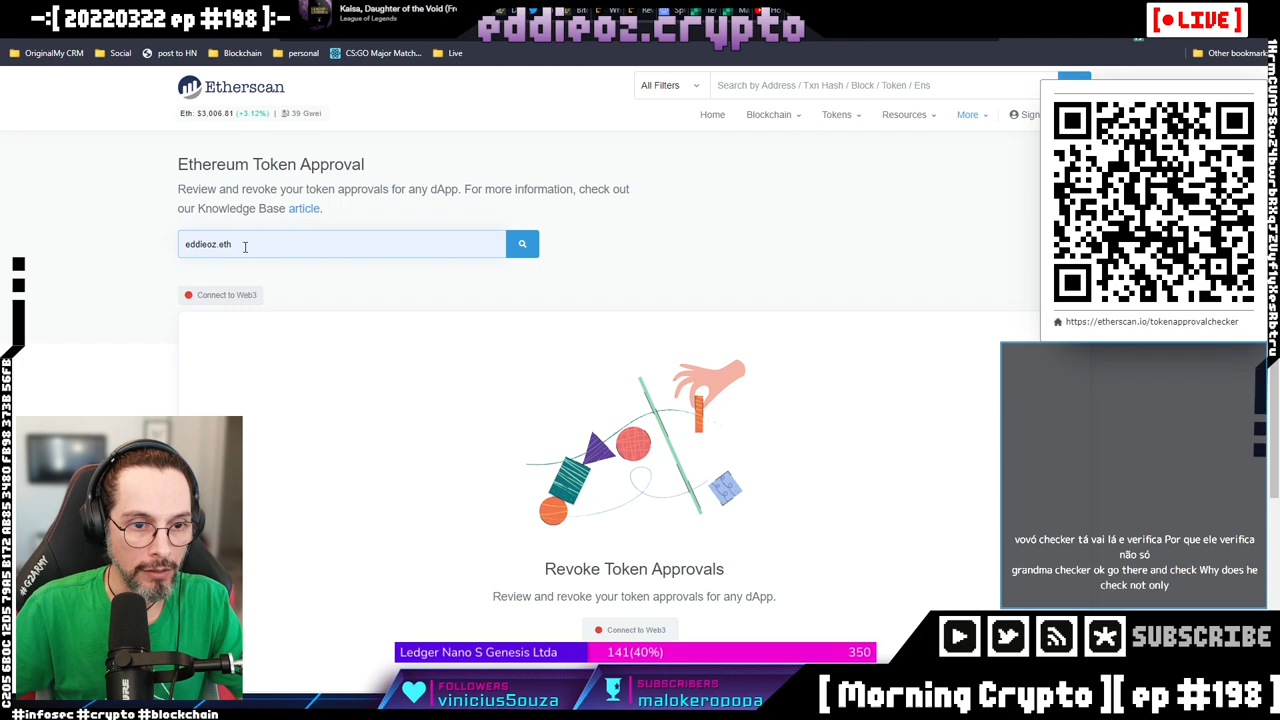 -:[ 20220322 ep #198 ]:-
Kaisa, Daughter of the Void (Fr
League of Legends
eddieoz.crypto
[ • LIVE ]
OriginalMy CRM
Social
post to HN
Blockchain
personal
CS:GO Major Match...
Live
Other bookmark
Etherscan
All Filters
Search by Address / Txn Hash / Block / Token / Ens
Eth: $3,006.81 (+3.12%) | 39 Gwei
Home
Blockchain
Tokens
Resources
More
Sign
Ethereum Token Approval
Review and revoke your token approvals for any dApp. For more information, check out
our Knowledge Base article.
eddieoz.eth
Connect to Web3
https://etherscan.io/tokenapprovalchecker
vovó checker tá vai lá e verifica Por que ele verifica
não só
grandma checker ok go there and check Why does he
check not only
Revoke Token Approvals
Review and revoke your token approvals for any dApp.
Connect to Web3
#G2ARMY
Ledger Nano S Genesis Ltda
141(40%)
350
FOLLOWERS
vinicius5ouza
SUBSCRIBERS
malokeropopa
SUBSCRIBE
[ Morning Crypto ][ ep #198 ]
#infosec #crypto #blockchain